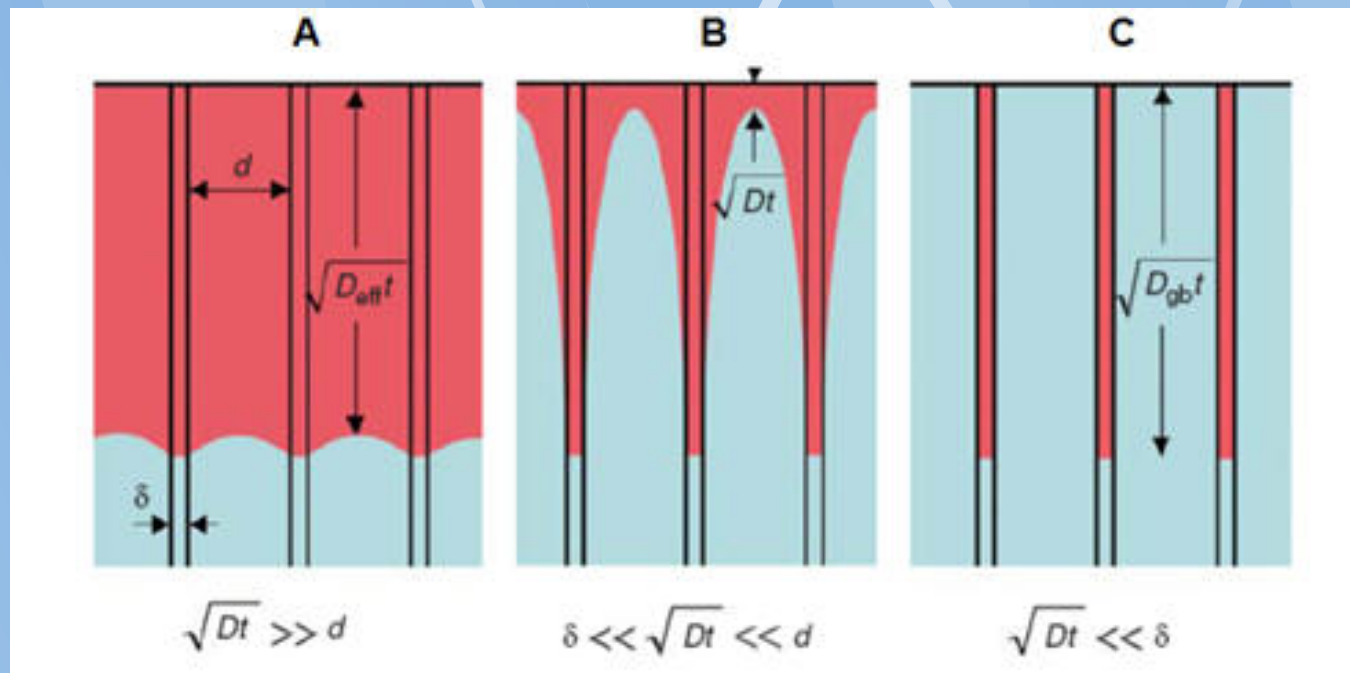 A
B
C
d
√Dt
√D_eff t
√D_gb t
δ
√Dt >> d
δ << √Dt << d
√Dt << δ